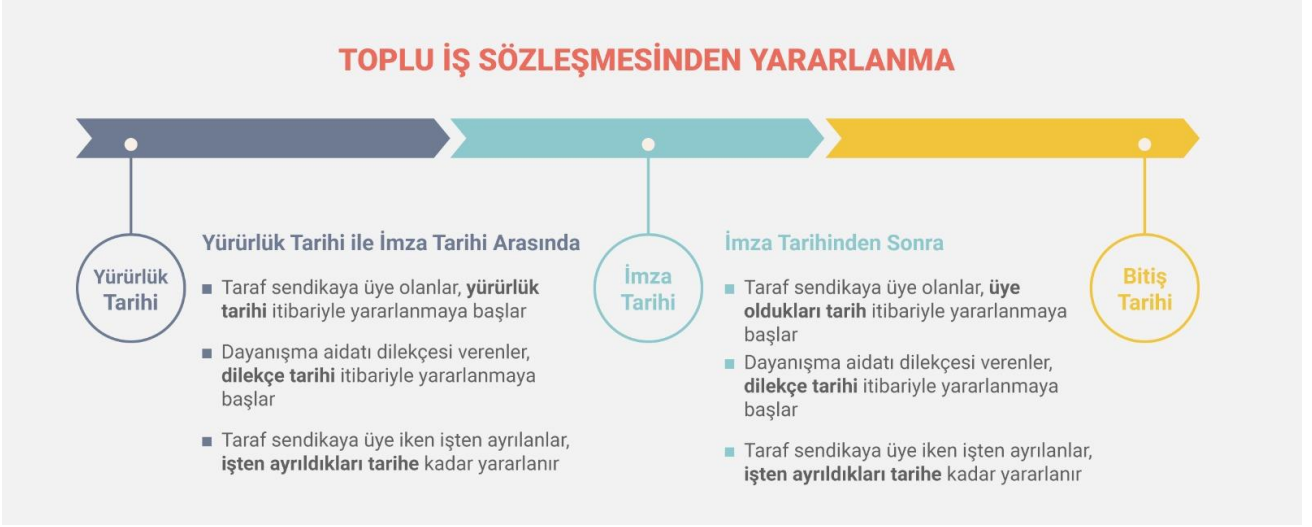 TOPLU İŞ SÖZLEŞMESİNDEN YARARLANMA
Yürürlük
Tarihi
Yürürlük Tarihi ile İmza Tarihi Arasında
Taraf sendikaya üye olanlar, yürürlük
tarihi itibariyle yararlanmaya başlar
Dayanışma aidatı dilekçesi verenler,
dilekçe tarihi itibariyle yararlanmaya
başlar
Taraf sendikaya üye iken işten ayrılanlar,
işten ayrıldıkları tarihe kadar yararlanır
İmza
Tarihi
İmza Tarihinden Sonra
Taraf sendikaya üye olanlar, üye
oldukları tarih itibariyle yararlanmaya
başlar
Dayanışma aidatı dilekçesi verenler,
dilekçe tarihi itibariyle yararlanmaya
başlar
Taraf sendikaya üye iken işten ayrılanlar,
işten ayrıldıkları tarihe kadar yararlanır
Bitiş
Tarihi